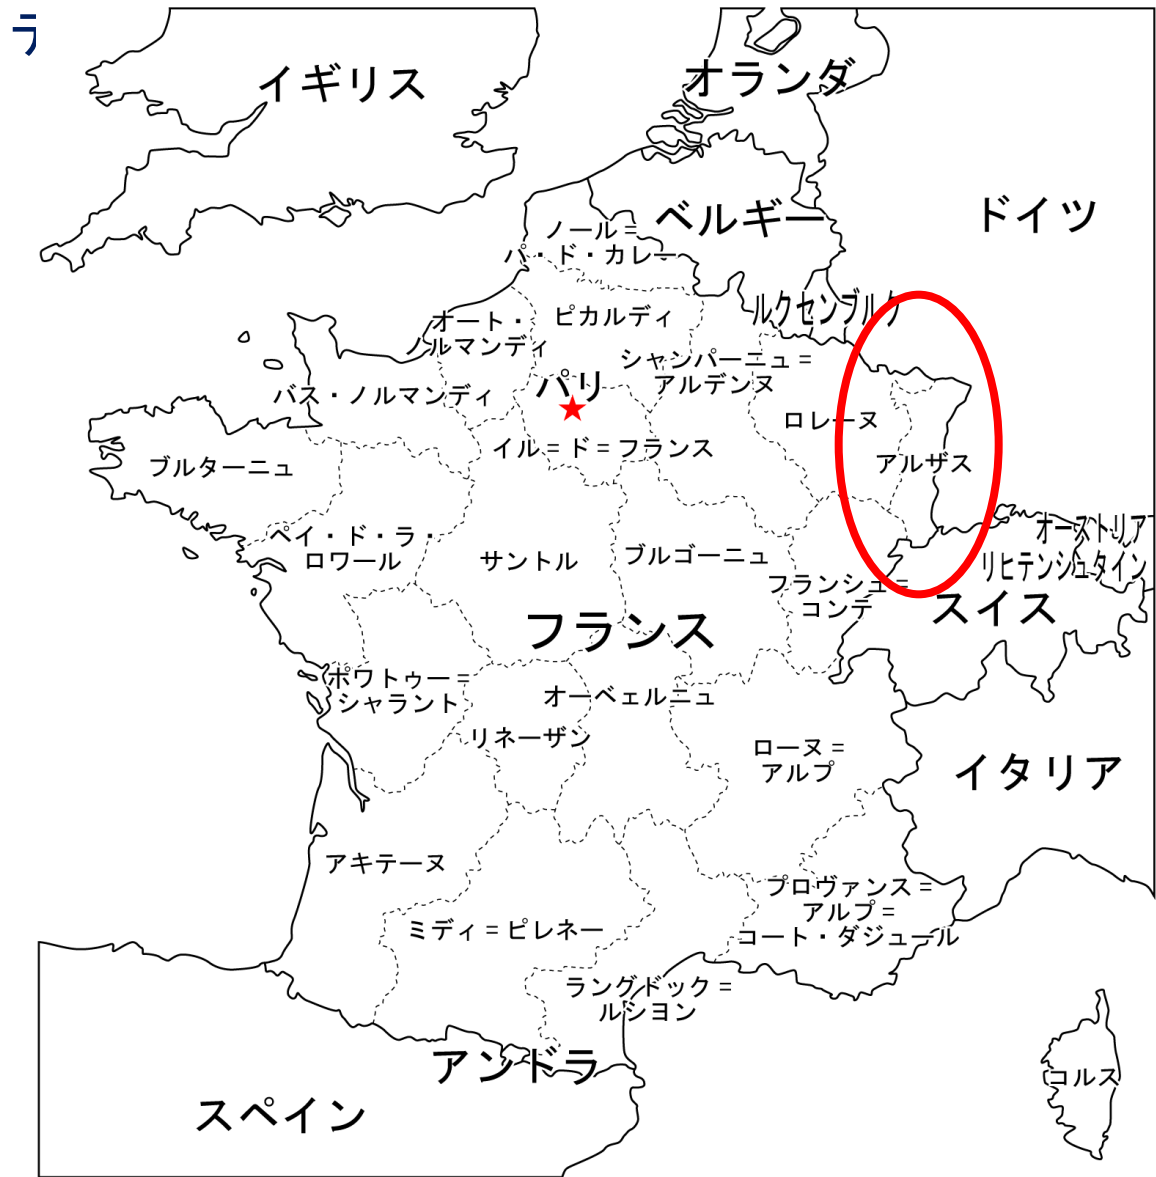 イギリス
オランダ
ドイツ
ベルギー
ノール＝
パ・ド・カレー
ルクセンブルク
オート・
ノルマンディ
ピカルディ
シャンパーニュ＝
アルデンヌ
パリ
バス・ノルマンディ
ロレーヌ
イル＝ド＝フランス
アルザス
ブルターニュ
ペイ・ド・ラ・
ロワール
サントル
ブルゴーニュ
オーストリア
リヒテンシュタイン
フランシュ＝
コンテ
スイス
フランス
ポワトゥー＝
シャラント
オーベェルニュ
リネーザン
ローヌ＝
アルプ
イタリア
アキテーヌ
プロヴァンス＝
アルプ＝
コート・ダジュール
ミディ＝ピレネー
ラングドック＝
ルション
アンドラ
コルス
スペイン